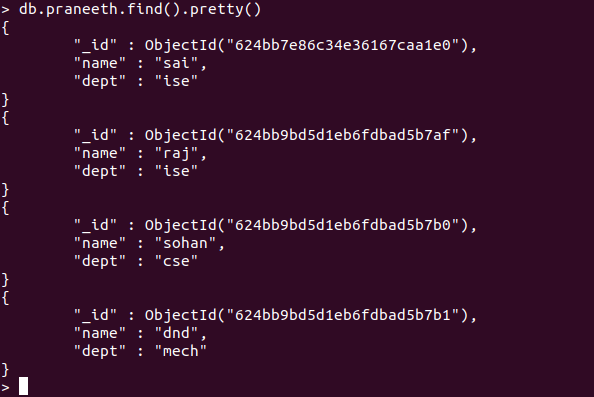 > db.praneeth.find().pretty()
{
        "_id" : ObjectId("624bb7e86c34e36167caa1e0"),
        "name" : "sai",
        "dept" : "ise"
}
{
        "_id" : ObjectId("624bb9bd5d1eb6fdbad5b7af"),
        "name" : "raj",
        "dept" : "ise"
}
{
        "_id" : ObjectId("624bb9bd5d1eb6fdbad5b7b0"),
        "name" : "sohan",
        "dept" : "cse"
}
{
        "_id" : ObjectId("624bb9bd5d1eb6fdbad5b7b1"),
        "name" : "dnd",
        "dept" : "mech"
}
>